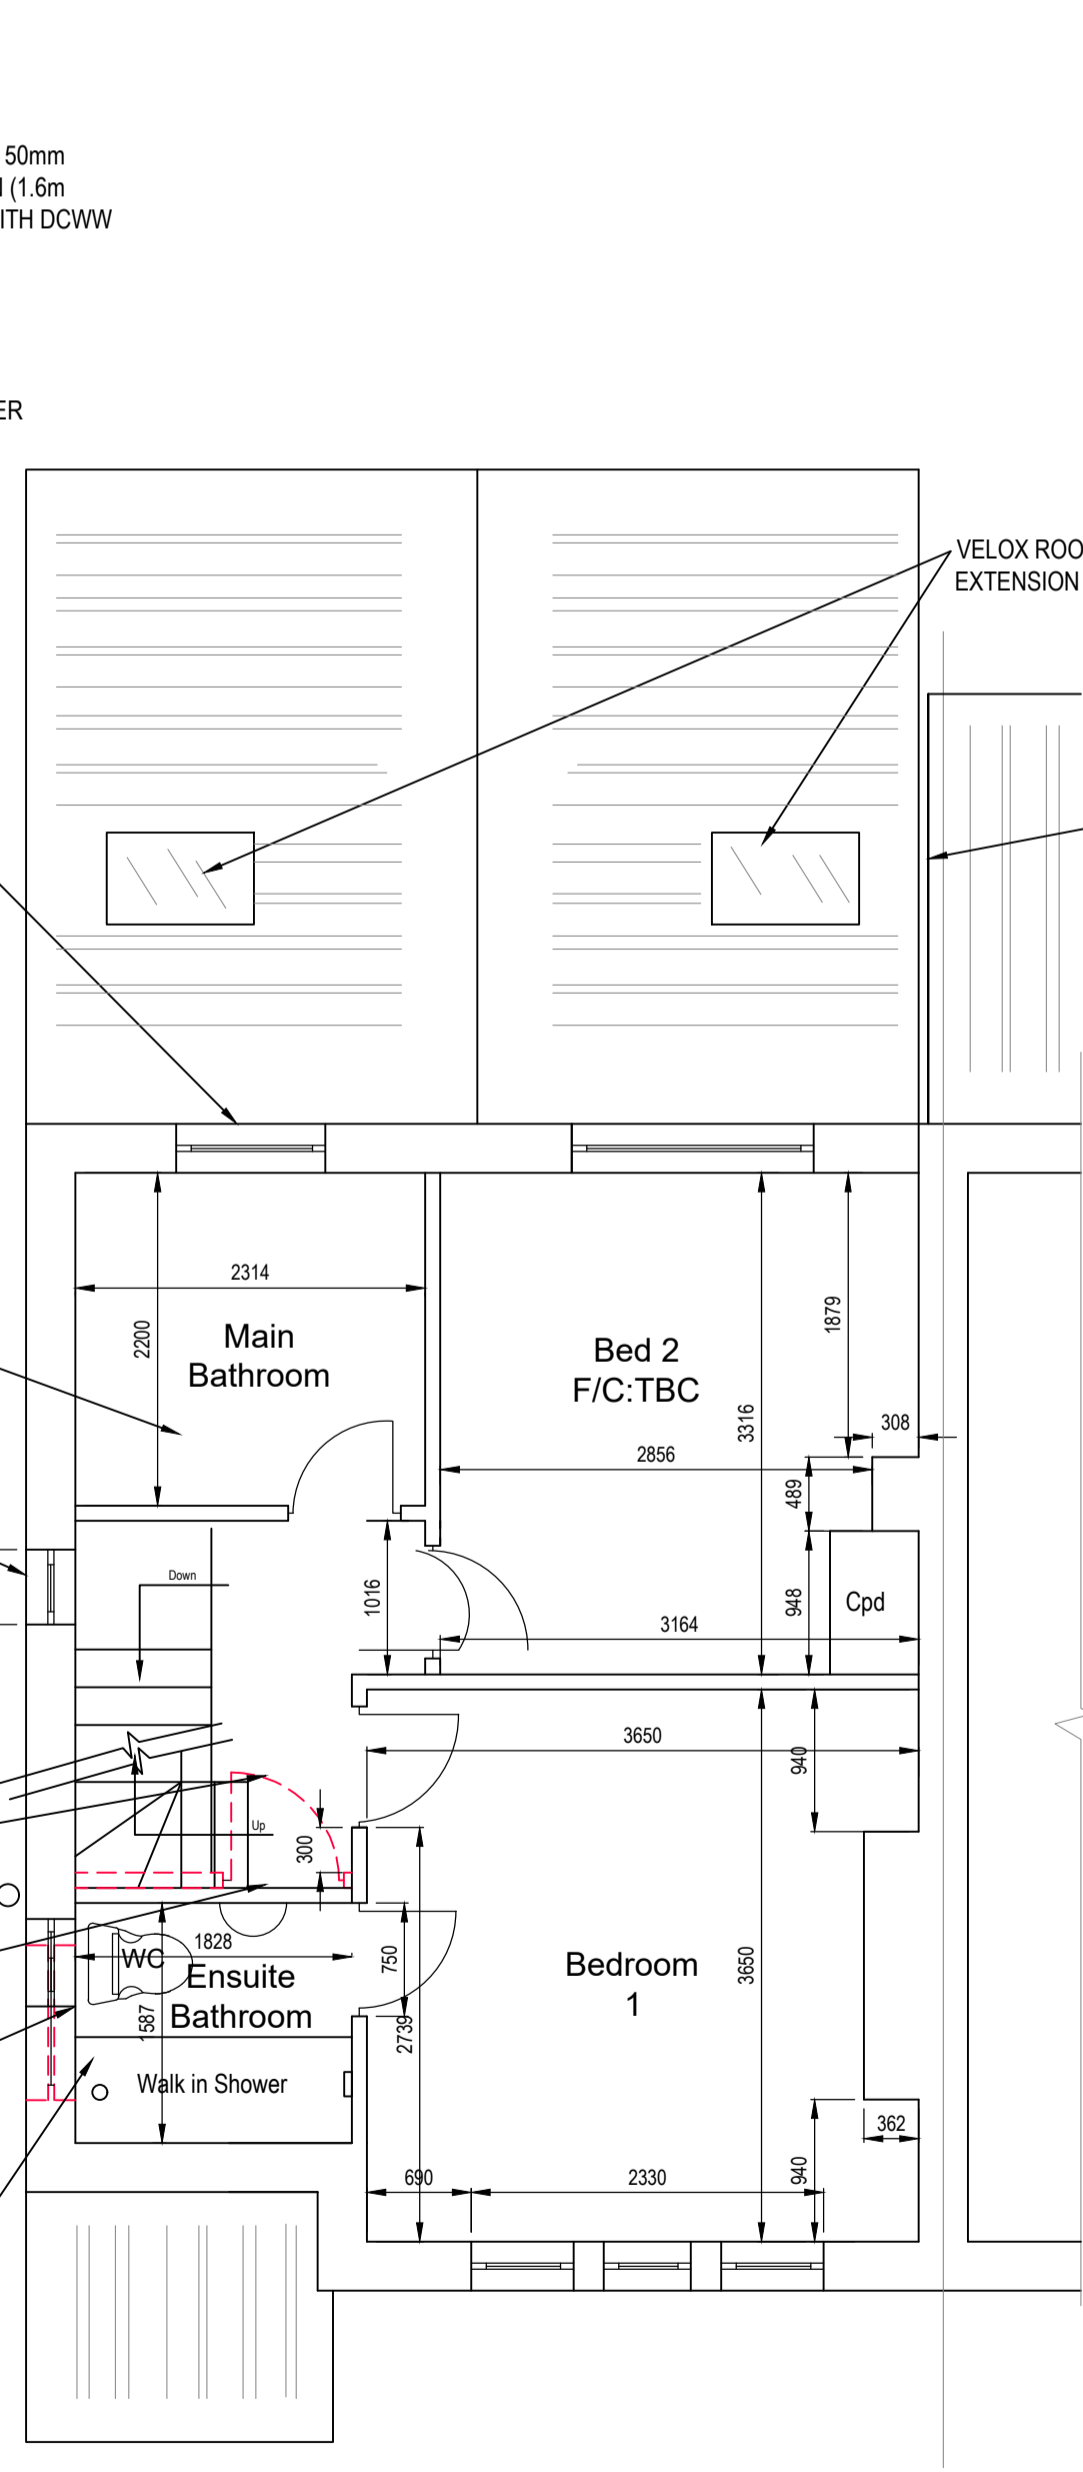 50mm
(1.6m
ITH DCWW
ER
VELOX ROO
EXTENSION
2314
2200
Main
Bathroom
Bed 2
F/C:TBC
1879
3316
308
2856
489
1016
948
Cpd
Down
3164
3650
940
Up
300
1828
WC
Ensuite
Bathroom
1587
750
2739
Bedroom
1
3650
Walk in Shower
362
690
2330
940